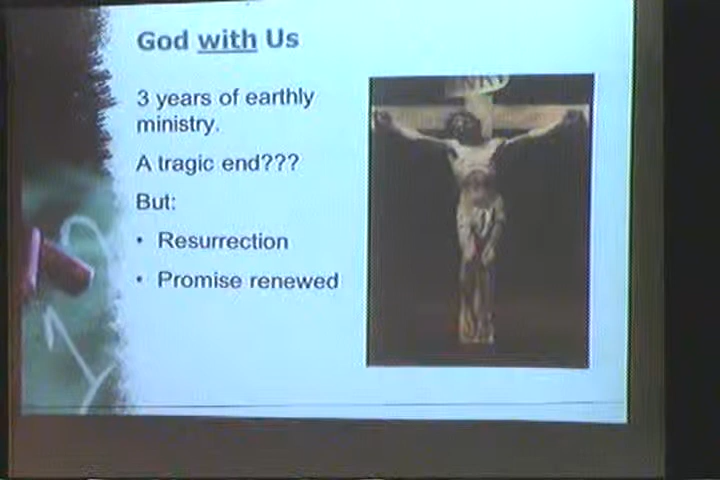 God with Us
3 years of earthly
ministry.
A tragic end???
But:
• Resurrection
• Promise renewed